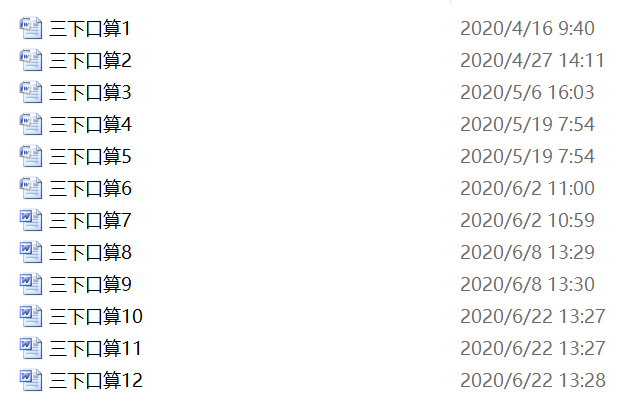 三下口算1 2020/4/16 9:40
三下口算2 2020/4/27 14:11
三下口算3 2020/5/6 16:03
三下口算4 2020/5/19 7:54
三下口算5 2020/5/19 7:54
三下口算6 2020/6/2 11:00
三下口算7 2020/6/2 10:59
三下口算8 2020/6/8 13:29
三下口算9 2020/6/8 13:30
三下口算10 2020/6/22 13:27
三下口算11 2020/6/22 13:27
三下口算12 2020/6/22 13:28